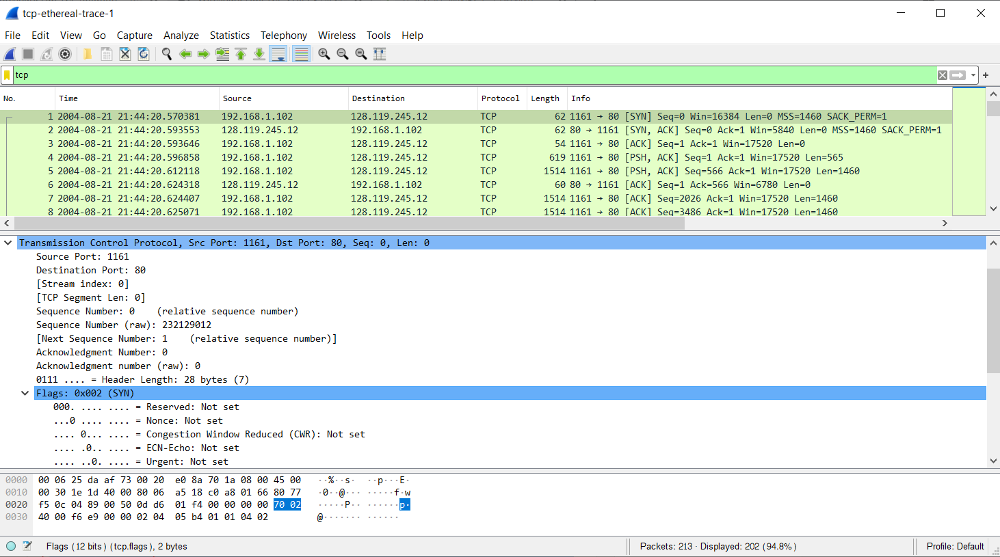 tcp-ethereal-trace-1
File Edit View Go Capture Analyze Statistics Telephony Wireless Tools Help
tcp
No. Time Source Destination Protocol Length Info
1 2004-08-21 21:44:20.570381 192.168.1.102 128.119.245.12 TCP 62 1161 → 80 [SYN] Seq=0 Win=16384 Len=0 MSS=1460 SACK_PERM=1
2 2004-08-21 21:44:20.593553 128.119.245.12 192.168.1.102 TCP 62 80 → 1161 [SYN, ACK] Seq=0 Ack=1 Win=5840 Len=0 MSS=1460 SACK_PERM=1
3 2004-08-21 21:44:20.593646 192.168.1.102 128.119.245.12 TCP 54 1161 → 80 [ACK] Seq=1 Ack=1 Win=17520 Len=0
4 2004-08-21 21:44:20.596858 192.168.1.102 128.119.245.12 TCP 619 1161 → 80 [PSH, ACK] Seq=1 Ack=1 Win=17520 Len=565
5 2004-08-21 21:44:20.612118 192.168.1.102 128.119.245.12 TCP 1514 1161 → 80 [PSH, ACK] Seq=566 Ack=1 Win=17520 Len=1460
6 2004-08-21 21:44:20.624318 128.119.245.12 192.168.1.102 TCP 60 80 → 1161 [ACK] Seq=1 Ack=566 Win=6780 Len=0
7 2004-08-21 21:44:20.624407 192.168.1.102 128.119.245.12 TCP 1514 1161 → 80 [ACK] Seq=2026 Ack=1 Win=17520 Len=1460
8 2004-08-21 21:44:20.625071 192.168.1.102 128.119.245.12 TCP 1514 1161 → 80 [ACK] Seq=3486 Ack=1 Win=17520 Len=1460
Transmission Control Protocol, Src Port: 1161, Dst Port: 80, Seq: 0, Len: 0
Source Port: 1161
Destination Port: 80
[Stream index: 0]
[TCP Segment Len: 0]
Sequence Number: 0 (relative sequence number)
Sequence Number (raw): 232129012
[Next Sequence Number: 1 (relative sequence number)]
Acknowledgment Number: 0
Acknowledgment number (raw): 0
0111 .... = Header Length: 28 bytes (7)
Flags: 0x002 (SYN)
000. .... .... = Reserved: Not set
...0 .... .... = Nonce: Not set
.... 0... .... = Congestion Window Reduced (CWR): Not set
.... .0.. .... = ECN-Echo: Not set
.... ..0. .... = Urgent: Not set
0000 00 06 25 da af 73 00 20 e0 8a 70 1a 08 00 45 00 ··%··s· ··p···E·
0010 00 30 1e 1d 40 00 80 06 a5 18 c0 a8 01 66 80 77 ·0··@··· ·····f·w
0020 f5 0c 04 89 00 50 0d d6 01 f4 00 00 00 00 70 02 ·····P·· ······p·
0030 40 00 f6 e9 00 00 02 04 05 b4 01 01 04 02 @······· ······
Flags (12 bits) (tcp.flags), 2 bytes Packets: 213 · Displayed: 202 (94.8%) Profile: Default